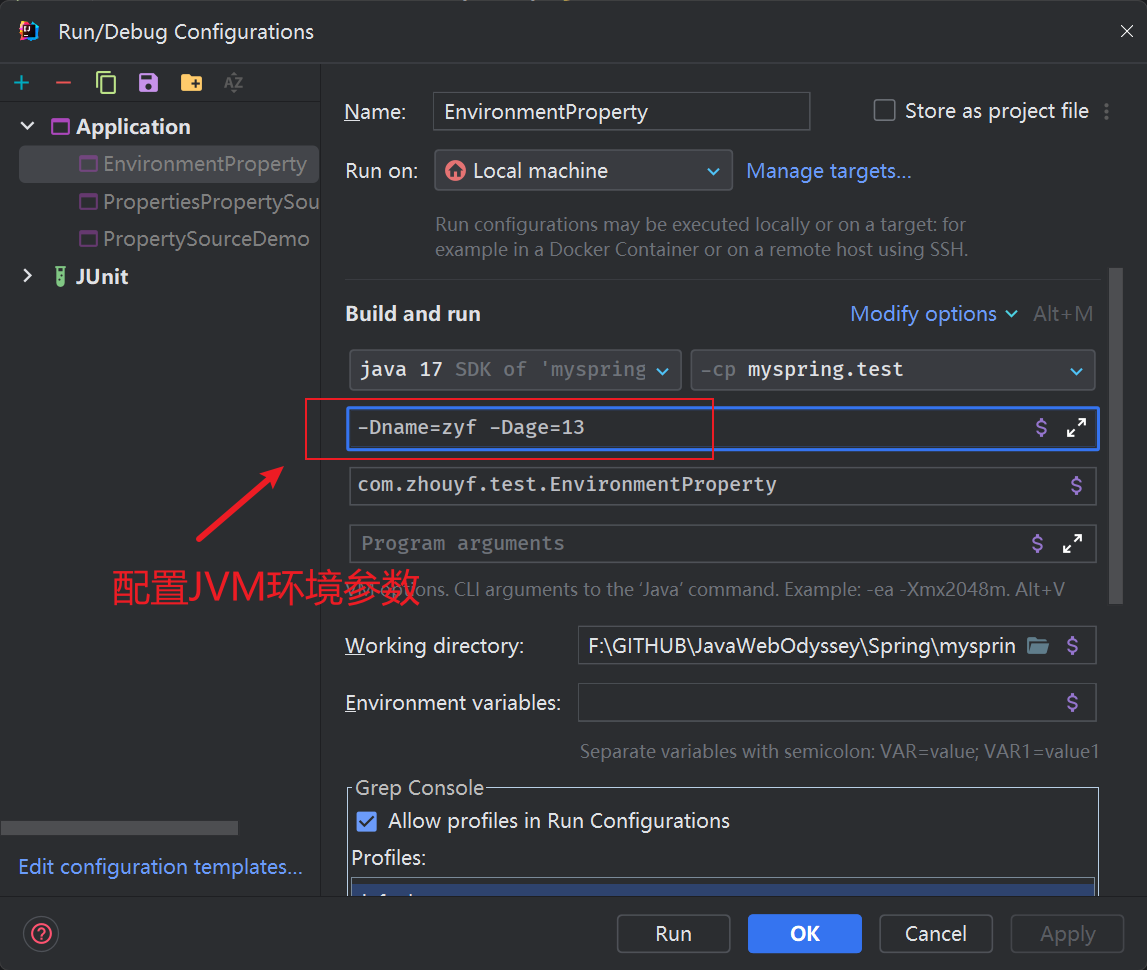 Run/Debug Configurations
Application
EnvironmentProperty
PropertiesPropertySou
PropertySourceDemo
JUnit
Edit configuration templates...
Name:
EnvironmentProperty
Store as project file
Run on:
Local machine
Manage targets...
Run configurations may be executed locally or on a target: for
example in a Docker Container or on a remote host using SSH.
Build and run
Modify options
Alt+M
java 17 SDK of 'myspring
-cp myspring.test
-Dname=zyf -Dage=13
$
com.zhouyf.test.EnvironmentProperty
$
Program arguments
$
配置JVM环境参数
VM options. CLI arguments to the ‘Java’ command. Example: -ea -Xmx2048m. Alt+V
Working directory:
F:\GITHUB\JavaWebOdyssey\Spring\mysprin
$
Environment variables:
$
Separate variables with semicolon: VAR=value; VAR1=value1
Grep Console
Allow profiles in Run Configurations
Profiles:
?
Run
OK
Cancel
Apply